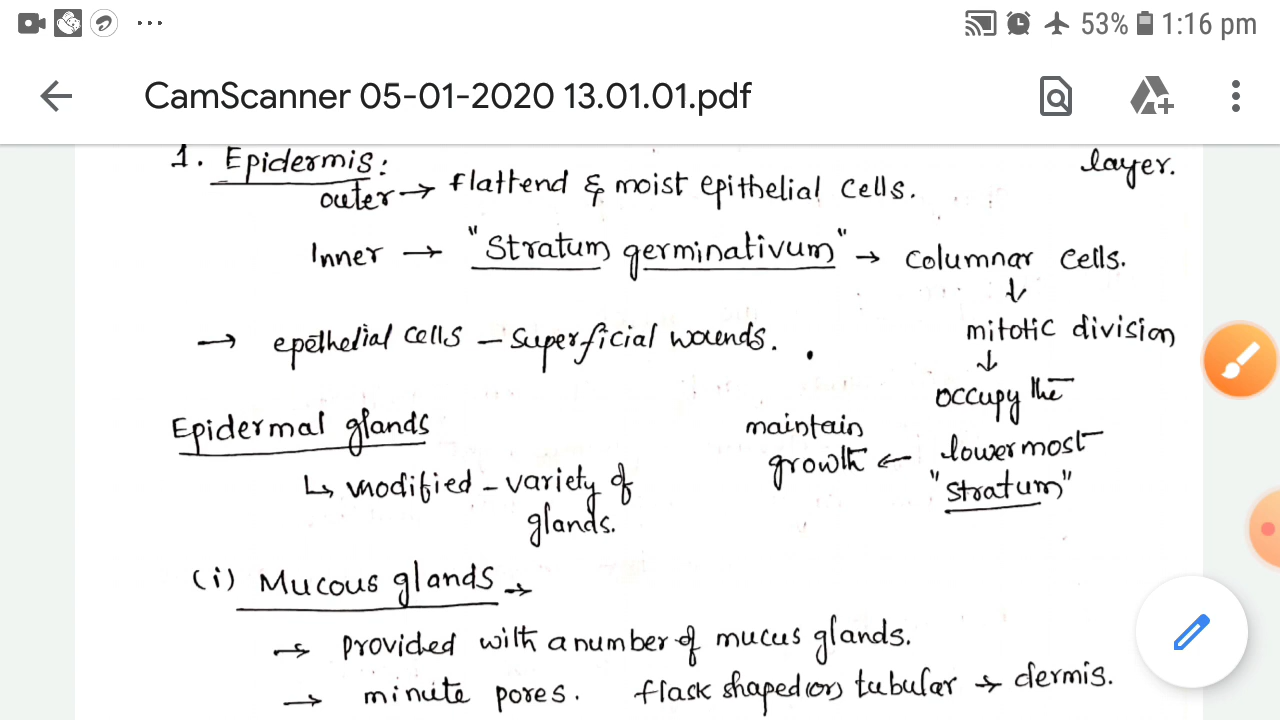 53% 1:16 pm
CamScanner 05-01-2020 13.01.01.pdf
1. Epidermis:
layer.
outer → flattend & moist epithelial cells.
Inner → "Stratum germinativum" → columnar cells.
↓
mitotic division
↓
occupy the
lowermost
"stratum"
← maintain
growth
→ epethelial cells – superficial wounds.
Epidermal glands
↳ modified – variety of
glands.
(i) Mucous glands →
→ provided with a number of mucus glands.
→ minute pores. flask shaped (or) tubular → dermis.